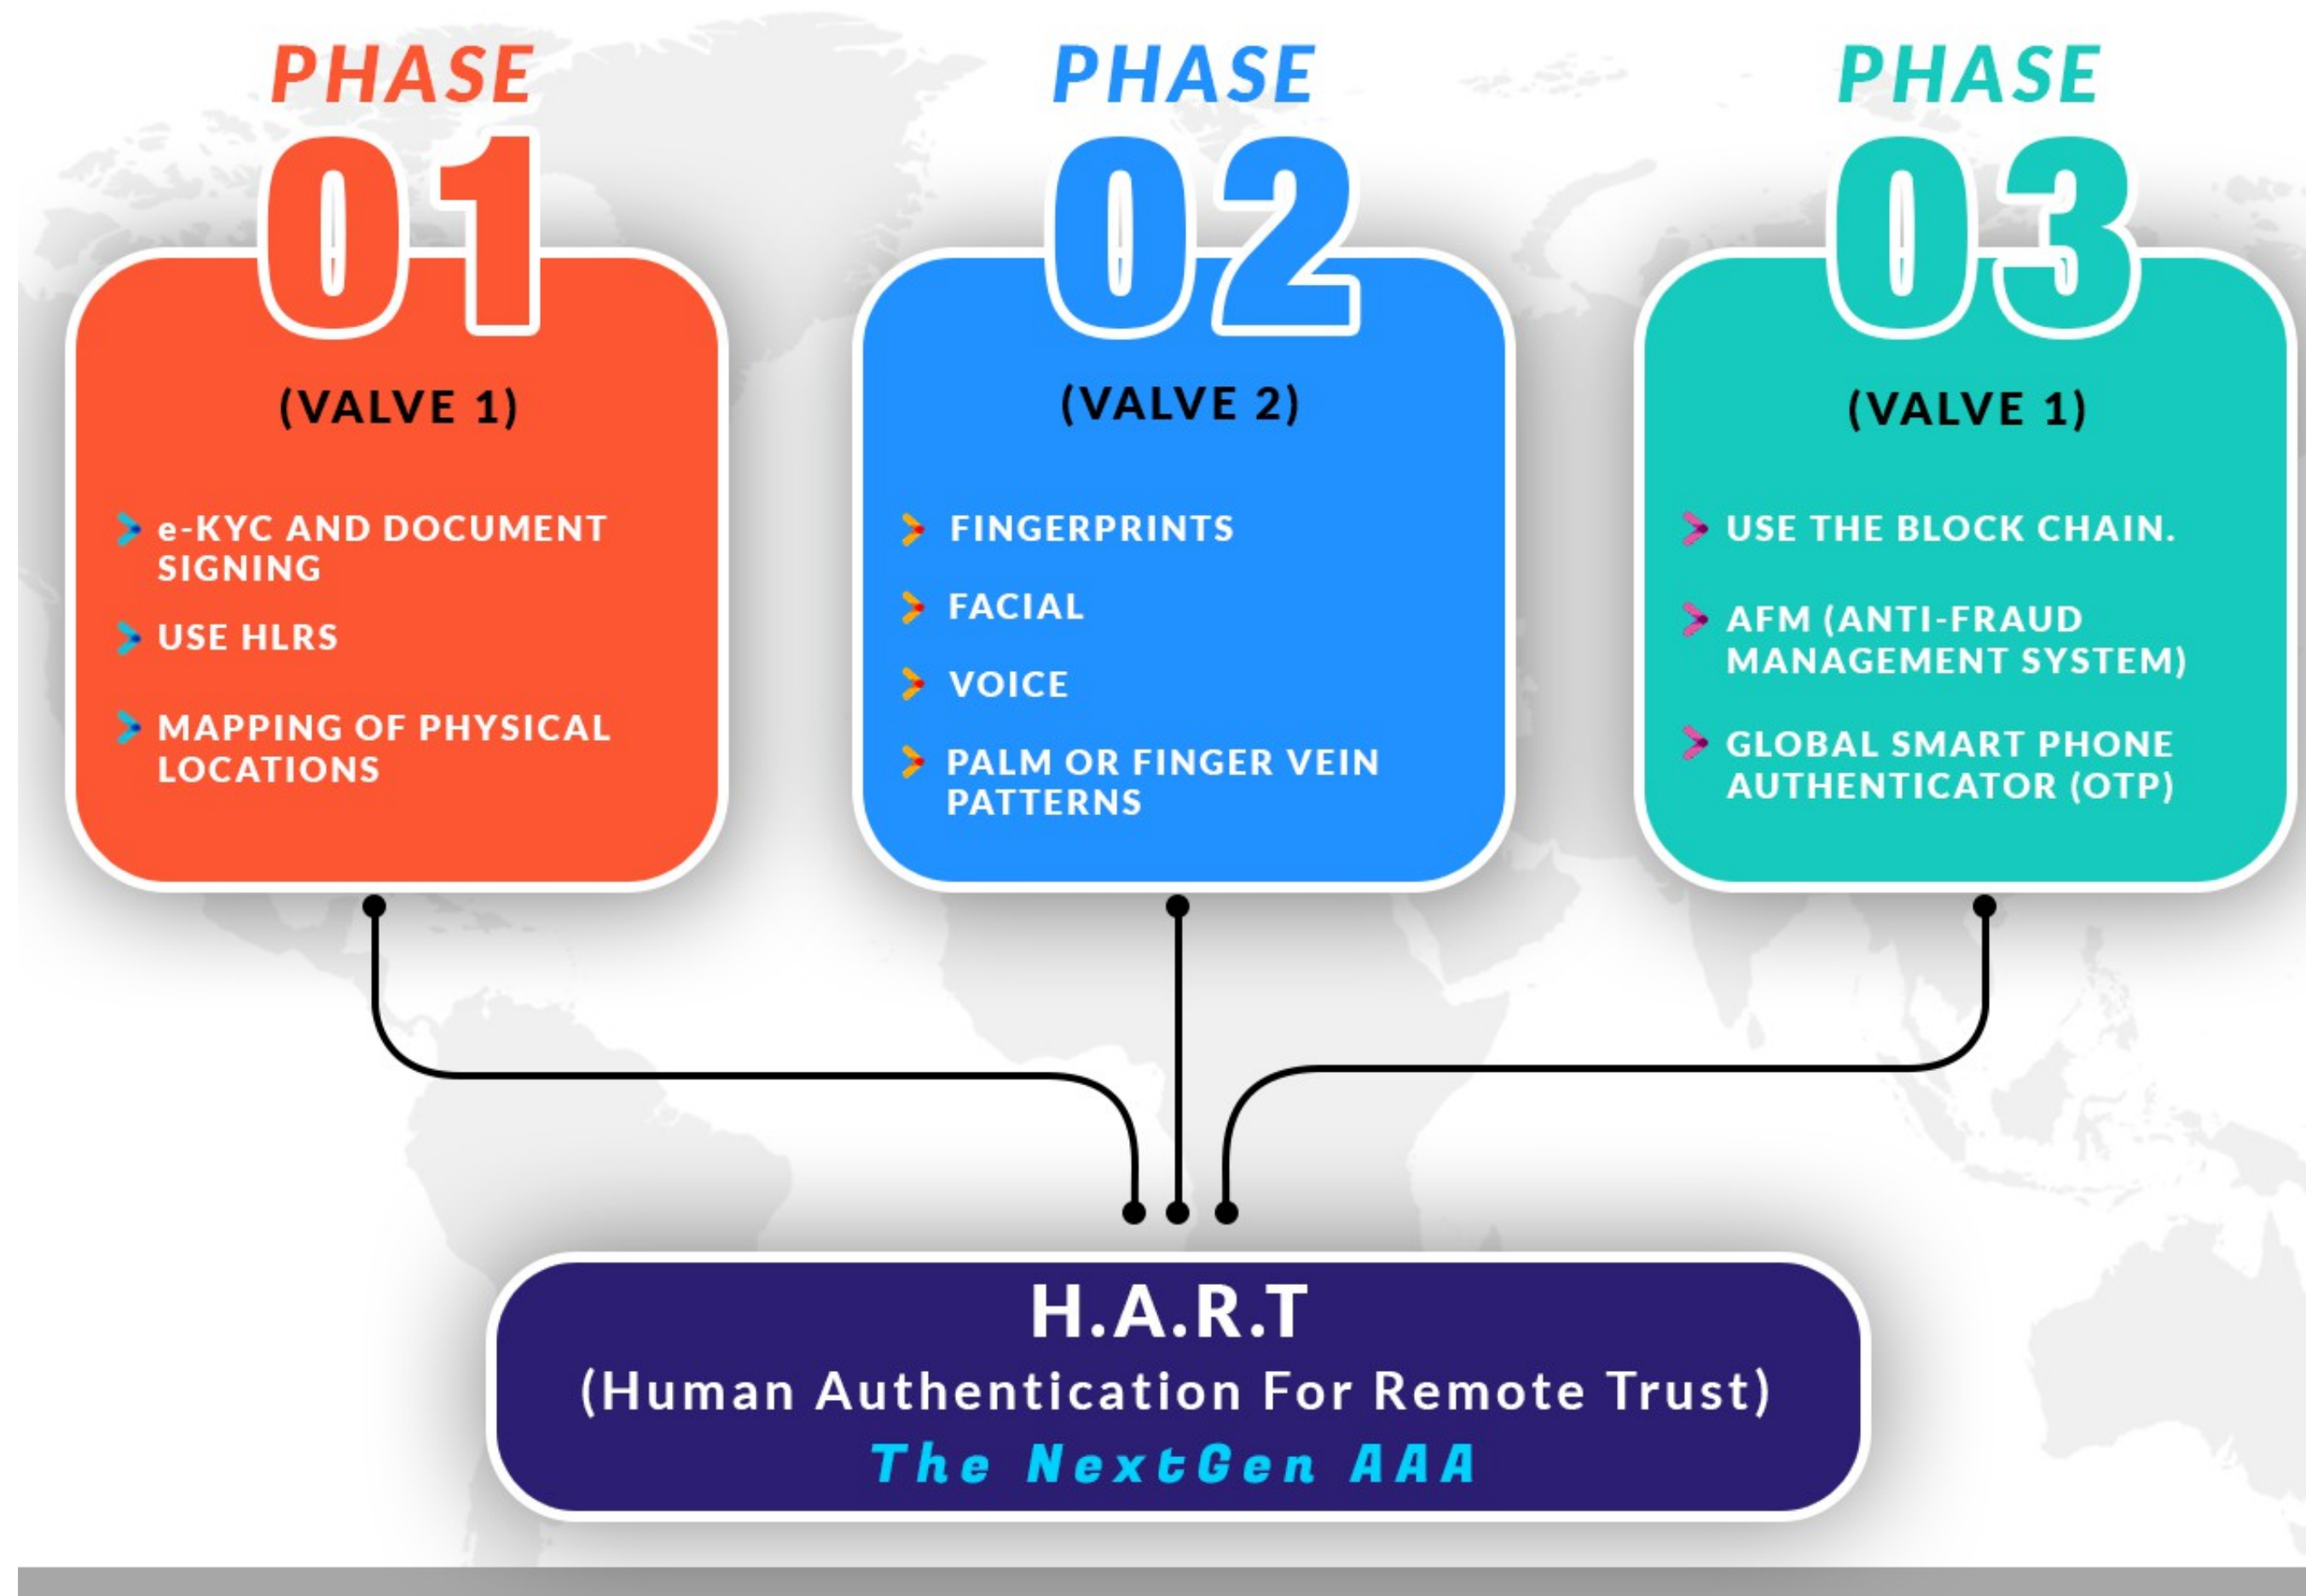 PHASE
01
(VALVE 1)
e-KYC AND DOCUMENT
SIGNING
USE HLRS
MAPPING OF PHYSICAL
LOCATIONS
PHASE
02
(VALVE 2)
FINGERPRINTS
FACIAL
VOICE
PALM OR FINGER VEIN
PATTERNS
PHASE
03
(VALVE 1)
USE THE BLOCK CHAIN.
AFM (ANTI-FRAUD
MANAGEMENT SYSTEM)
GLOBAL SMART PHONE
AUTHENTICATOR (OTP)
H.A.R.T
(Human Authentication For Remote Trust)
The NextGen AAA